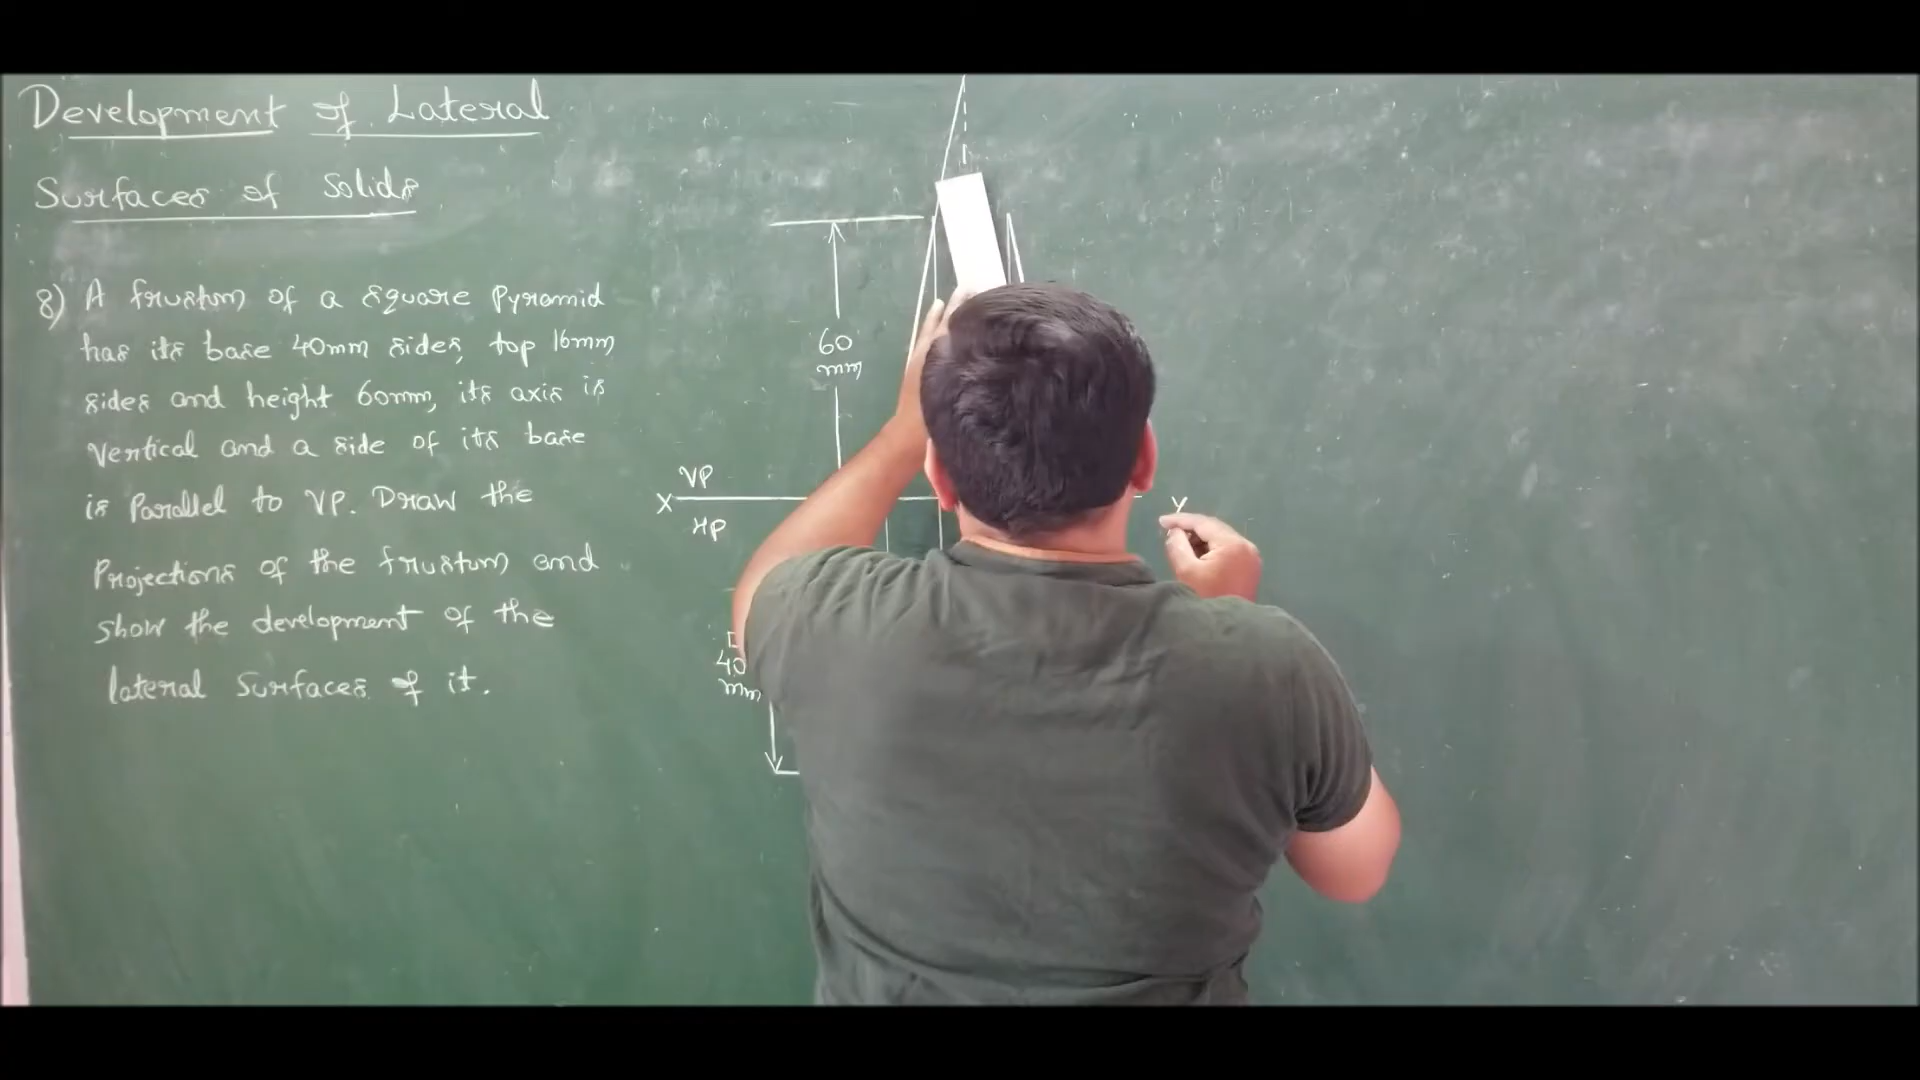 Development of Lateral
Surfaces of Solids
8) A frustum of a square Pyramid
has its base 40mm sides, top 16mm
sides and height 60mm, its axis is
Vertical and a side of its base
is Parallel to VP. Draw the
Projections of the frustum and
show the development of the
lateral surfaces of it.
60
mm
VP
X
Y
HP
40
mm